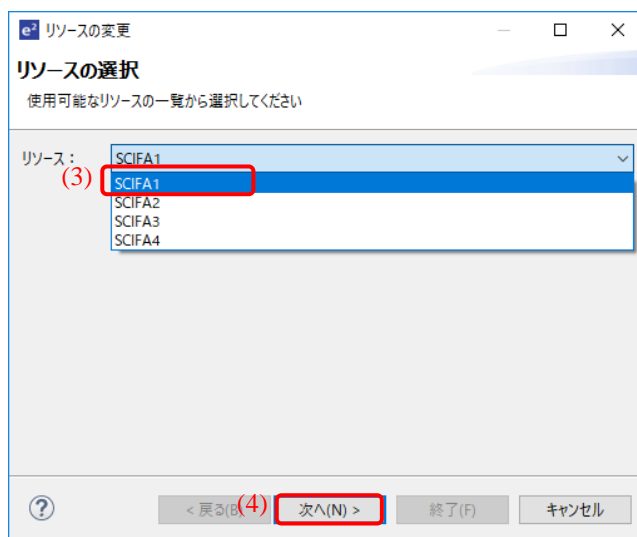 e² リソースの変更
リソースの選択
使用可能なリソースの一覧から選択してください
リソース： SCIFA1
(3) SCIFA1
SCIFA2
SCIFA3
SCIFA4
? < 戻る(B) (4) 次へ(N) > 終了(F) キャンセル